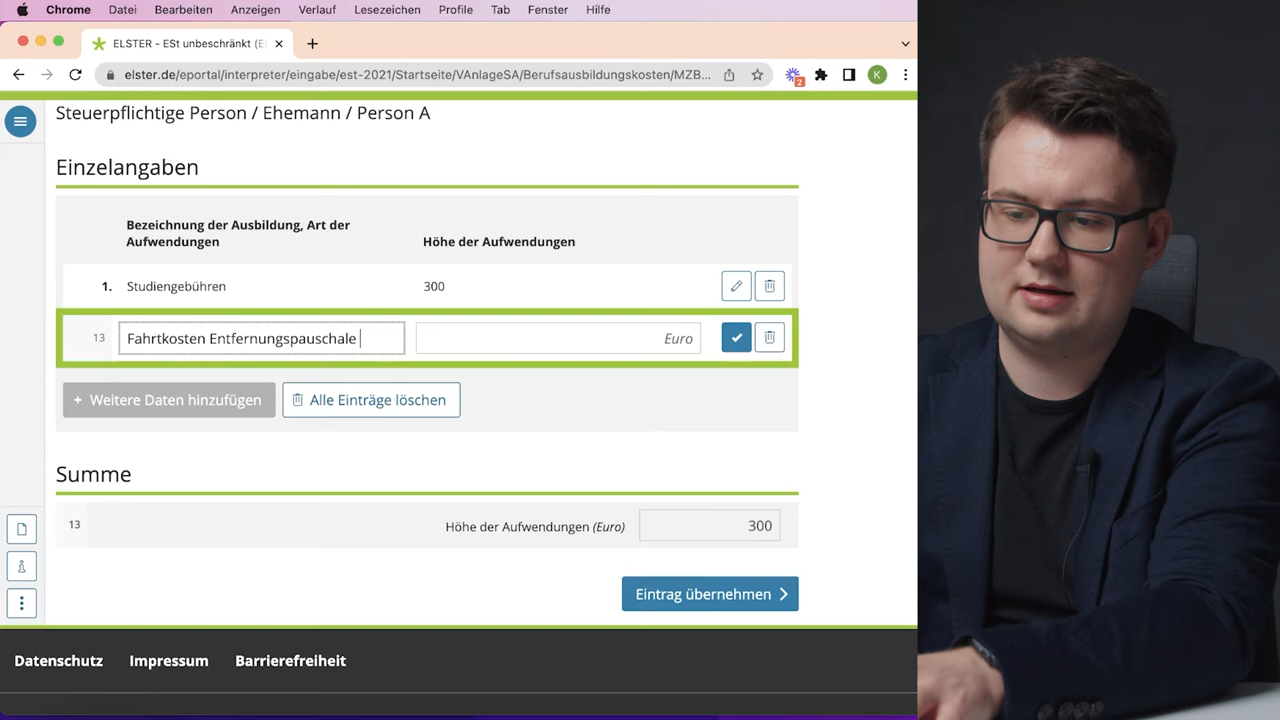 Chrome Datei Bearbeiten Anzeigen Verlauf Lesezeichen Profile Tab Fenster Hilfe
ELSTER - ESt unbeschränkt (E
elster.de/eportal/interpreter/eingabe/est-2021/Startseite/VAnlageSA/Berufsausbildungskosten/MZB...
2
K
Steuerpflichtige Person / Ehemann / Person A
Einzelangaben
Bezeichnung der Ausbildung, Art der
Aufwendungen
Höhe der Aufwendungen
1. Studiengebühren 300
13 Fahrtkosten Entfernungspauschale Euro
+ Weitere Daten hinzufügen Alle Einträge löschen
Summe
13 Höhe der Aufwendungen (Euro) 300
Eintrag übernehmen
Datenschutz Impressum Barrierefreiheit